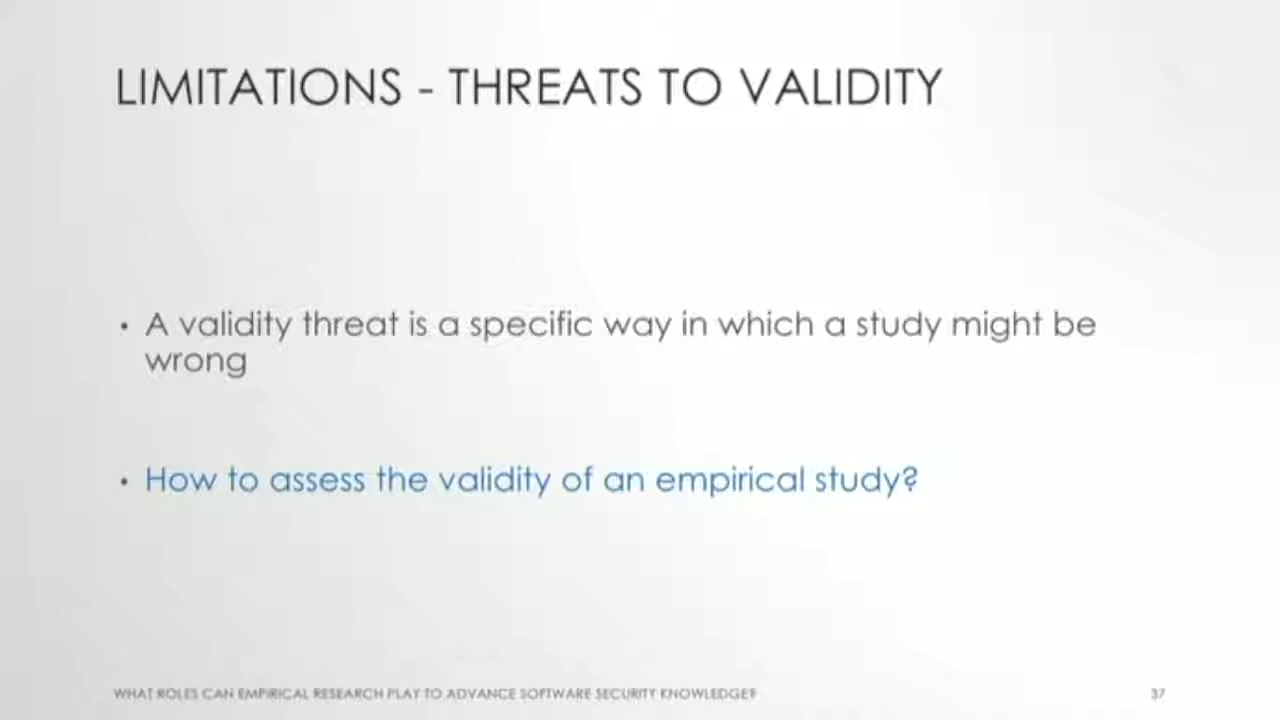 LIMITATIONS - THREATS TO VALIDITY
• A validity threat is a specific way in which a study might be
wrong
• How to assess the validity of an empirical study?
WHAT ROLES CAN EMPIRICAL RESEARCH PLAY TO ADVANCE SOFTWARE SECURITY KNOWLEDGE?
37